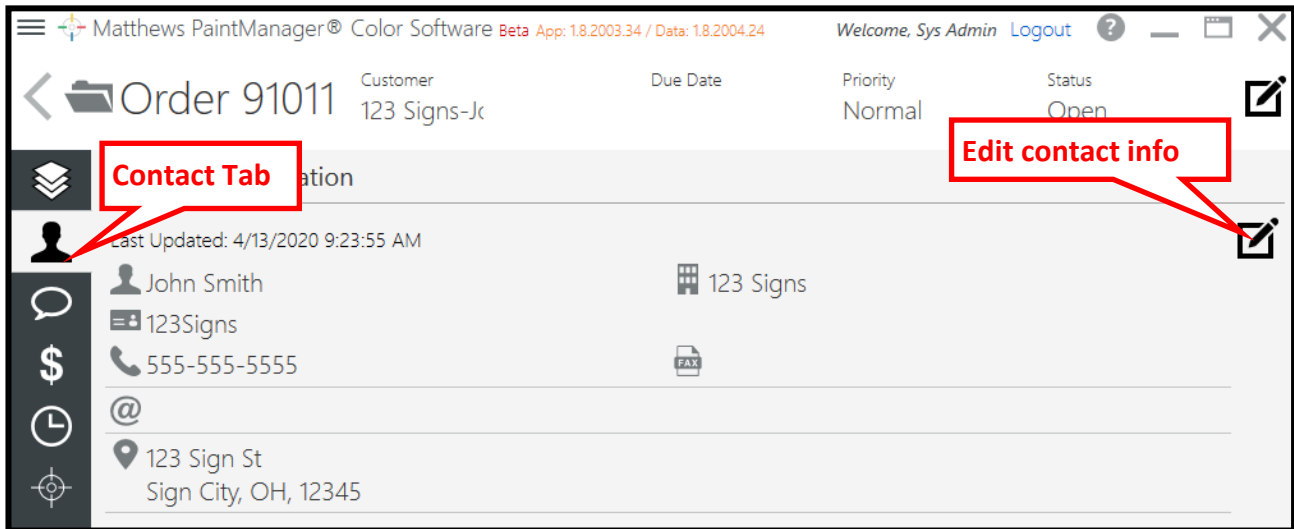 Matthews PaintManager® Color Software Beta App: 1.8.2003.34 / Data: 1.8.2004.24 Welcome, Sys Admin Logout ?
Order 91011
Customer
123 Signs-Jo
Due Date
Priority
Normal
Status
Open
Contact Tab
ation
Edit contact info
Last Updated: 4/13/2020 9:23:55 AM
John Smith
123 Signs
123Signs
$
555-555-5555
FAX
@
123 Sign St
Sign City, OH, 12345